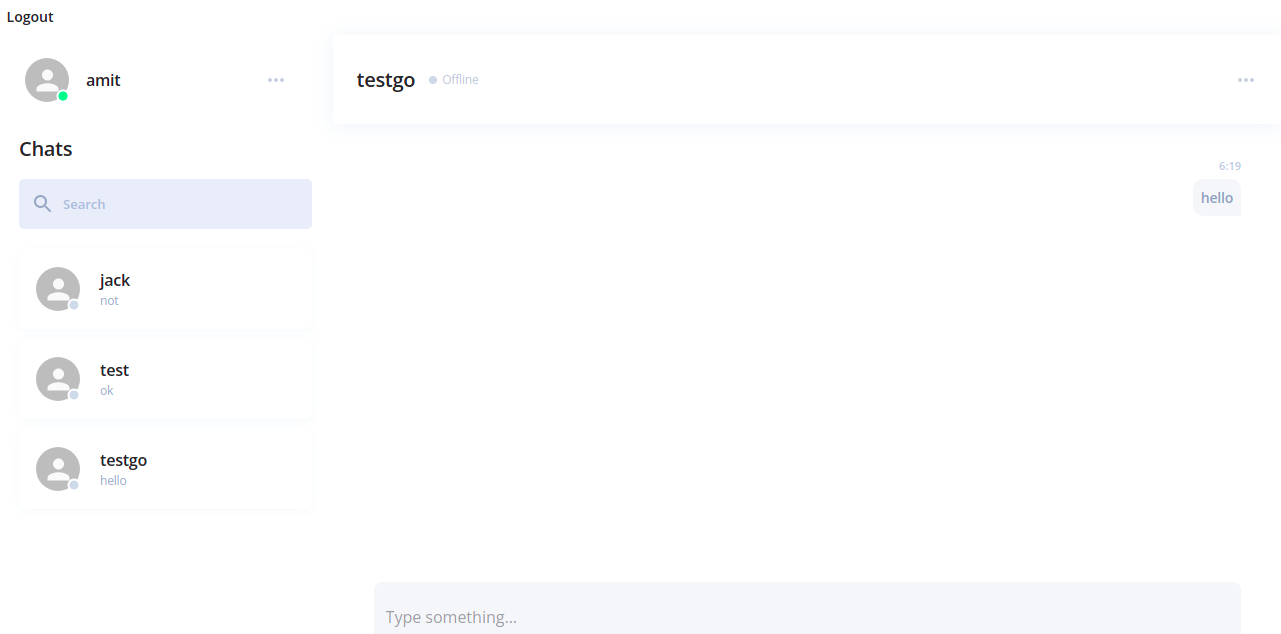 Logout
amit
Chats
Search
jack
not
test
ok
testgo
hello
testgo
Offline
6:19
hello
Type something...